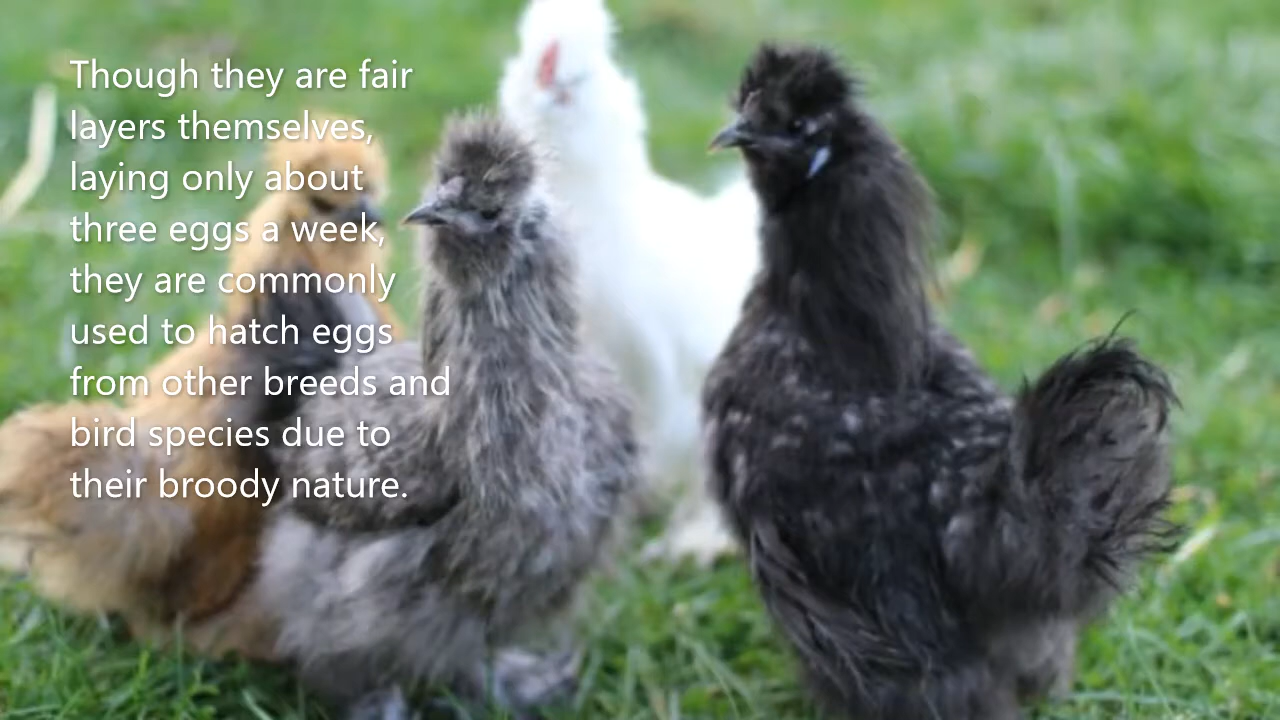 Though they are fair
layers themselves,
laying only about
three eggs a week,
they are commonly
used to hatch eggs
from other breeds and
bird species due to
their broody nature.